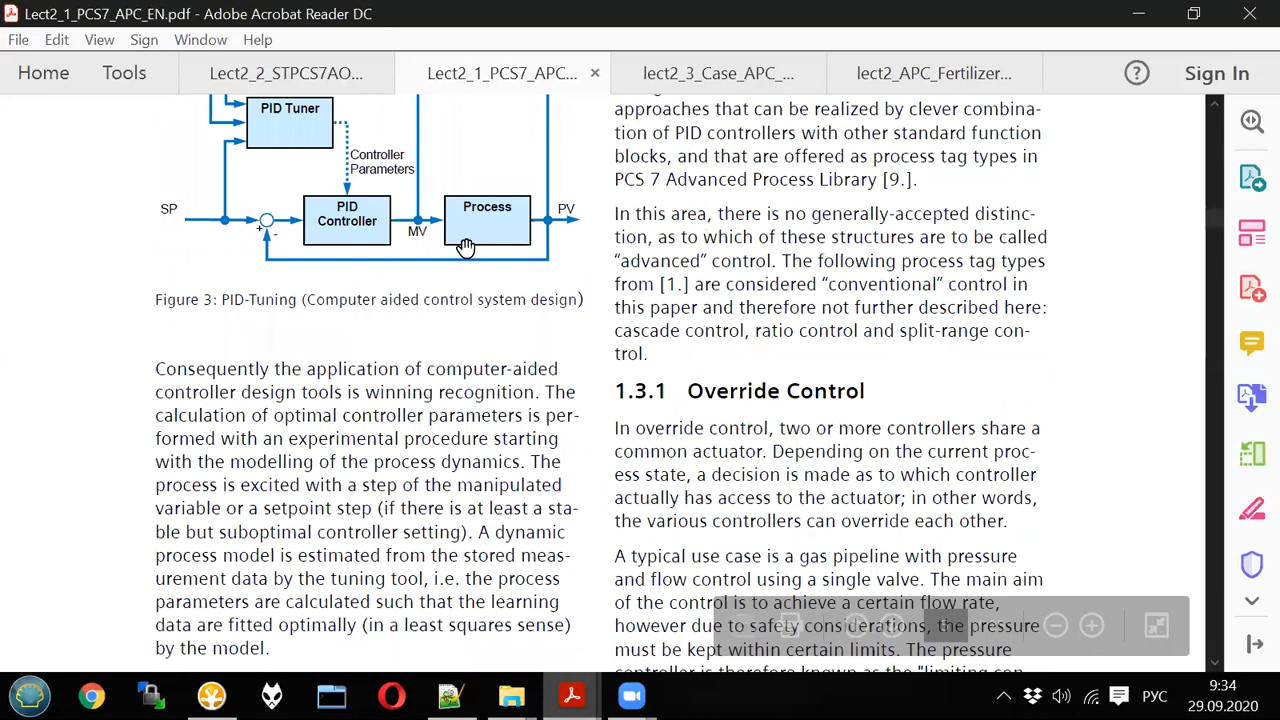 Lect2_1_PCS7_APC_EN.pdf - Adobe Acrobat Reader DC
File Edit View Sign Window Help
Home Tools Lect2_2_STPCS7AO... Lect2_1_PCS7_APC... lect2_3_Case_APC_... lect2_APC_Fertilizer... Sign In
PID Tuner
Controller
Parameters
SP
PID
Controller
MV
Process
PV
+
-
Figure 3: PID-Tuning (Computer aided control system design)
Consequently the application of computer-aided
controller design tools is winning recognition. The
calculation of optimal controller parameters is per-
formed with an experimental procedure starting
with the modelling of the process dynamics. The
process is excited with a step of the manipulated
variable or a setpoint step (if there is at least a sta-
ble but suboptimal controller setting). A dynamic
process model is estimated from the stored meas-
urement data by the tuning tool, i.e. the process
parameters are calculated such that the learning
data are fitted optimally (in a least squares sense)
by the model.
approaches that can be realized by clever combina-
tion of PID controllers with other standard function
blocks, and that are offered as process tag types in
PCS 7 Advanced Process Library [9.].
In this area, there is no generally-accepted distinc-
tion, as to which of these structures are to be called
“advanced” control. The following process tag types
from [1.] are considered “conventional” control in
this paper and therefore not further described here:
cascade control, ratio control and split-range con-
trol.
1.3.1 Override Control
In override control, two or more controllers share a
common actuator. Depending on the current proc-
ess state, a decision is made as to which controller
actually has access to the actuator; in other words,
the various controllers can override each other.
A typical use case is a gas pipeline with pressure
and flow control using a single valve. The main aim
of the control is to achieve a certain flow rate,
however due to safety considerations, the pressure
must be kept within certain limits. The pressure
controller is therefore known as the "limiting con-
РУС
9:34
29.09.2020